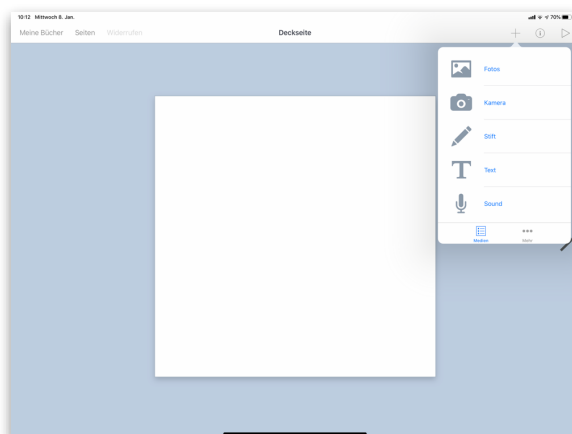 10:12 Mittwoch 8. Jan. 70%
Meine Bücher Seiten Widerrufen Deckseite
Fotos
Kamera
Stift
Text
Sound
Medien Mehr